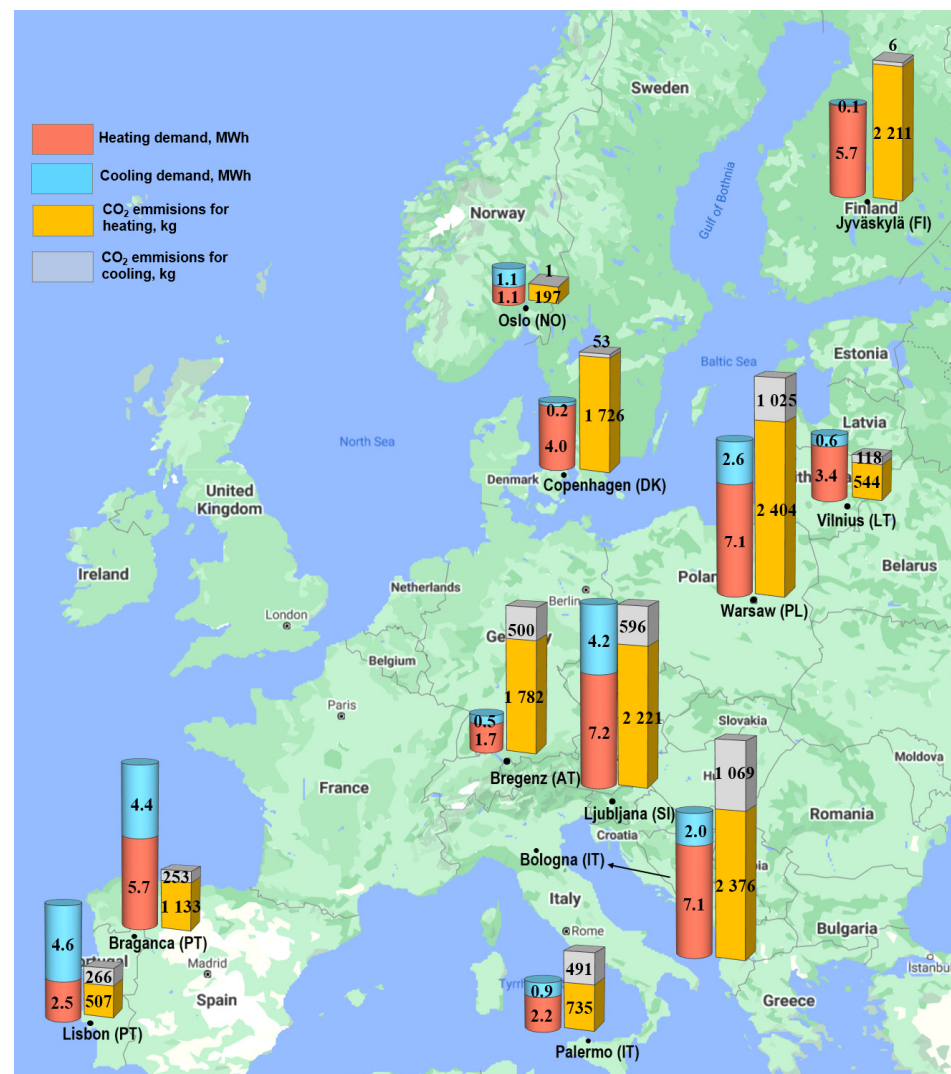 Sweden
6
0.1
2 211
5.7
Finland
Jyväskylä (FI)
Heating demand, MWh
Cooling demand, MWh
CO₂ emmisions for
heating, kg
CO₂ emmisions for
cooling, kg
Norway
Gulf of Bothnia
1.1
1
1.1
197
Oslo (NO)
53
0.2
1 726
4.0
Copenhagen (DK)
Denmark
North Sea
Baltic Sea
Estonia
Latvia
1 025
2.6
2 404
7.1
Warsaw (PL)
0.6
118
3.4
544
Vilnius (LT)
Belarus
United
Kingdom
Ireland
London
Netherlands
Berlin
Belgium
Paris
France
500
1 782
0.5
1.7
Bregenz (AT)
4.2
596
7.2
2 221
Ljubljana (SI)
Slovakia
Moldova
Romania
Croatia
1 069
2.0
2 376
7.1
Bologna (IT)
Italy
Rome
Bulgaria
Istanbu
Greece
4.4
253
5.7
1 133
Braganca (PT)
4.6
266
2.5
507
Lisbon (PT)
Madrid
Spain
491
0.9
735
2.2
Palermo (IT)